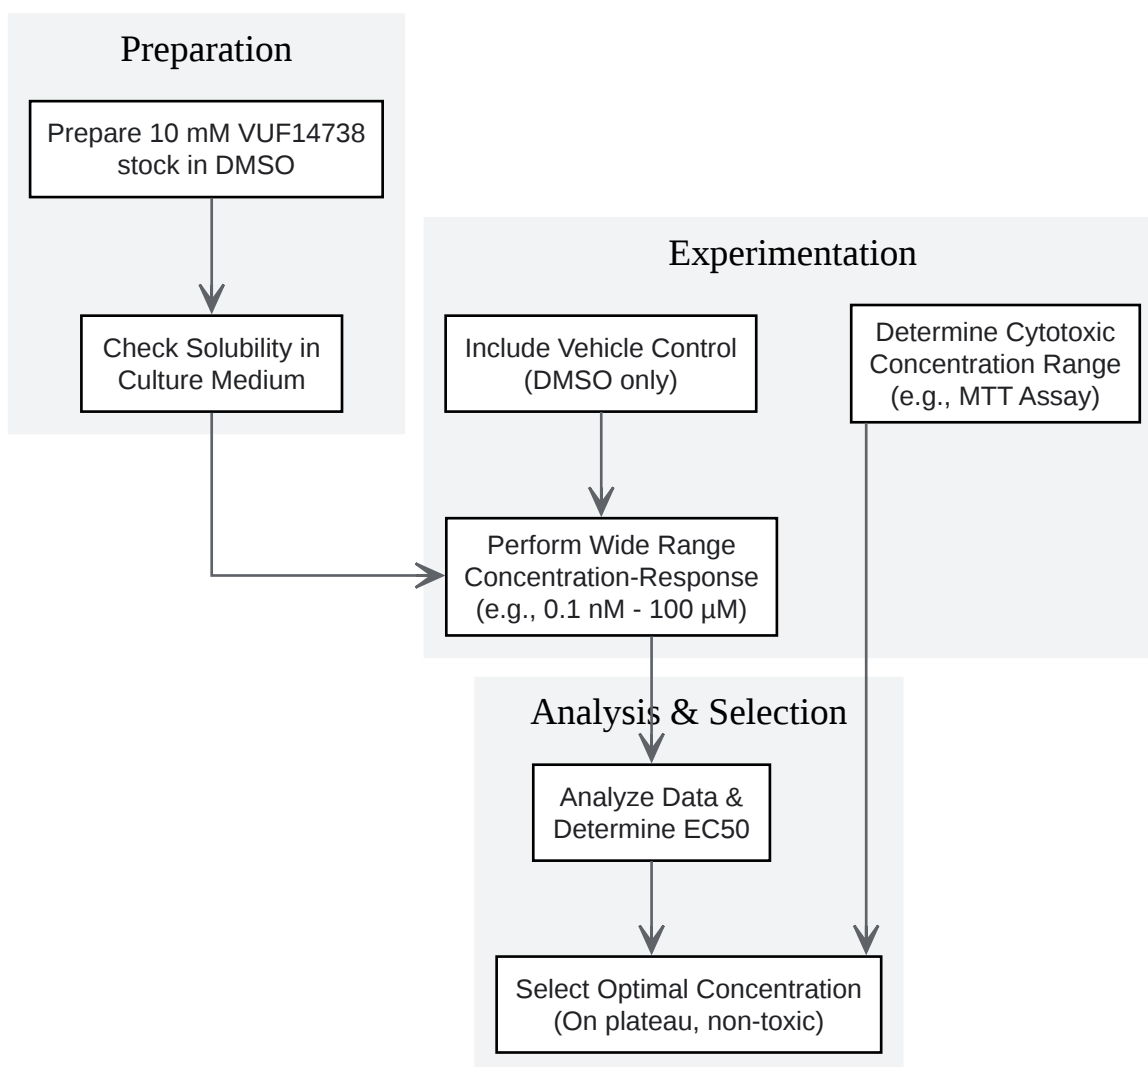 Preparation
Prepare 10 mM VUF14738
stock in DMSO
Check Solubility in
Culture Medium
Experimentation
Include Vehicle Control
(DMSO only)
Determine Cytotoxic
Concentration Range
(e.g., MTT Assay)
Perform Wide Range
Concentration-Response
(e.g., 0.1 nM - 100 µM)
Analysis & Selection
Analyze Data &
Determine EC50
Select Optimal Concentration
(On plateau, non-toxic)